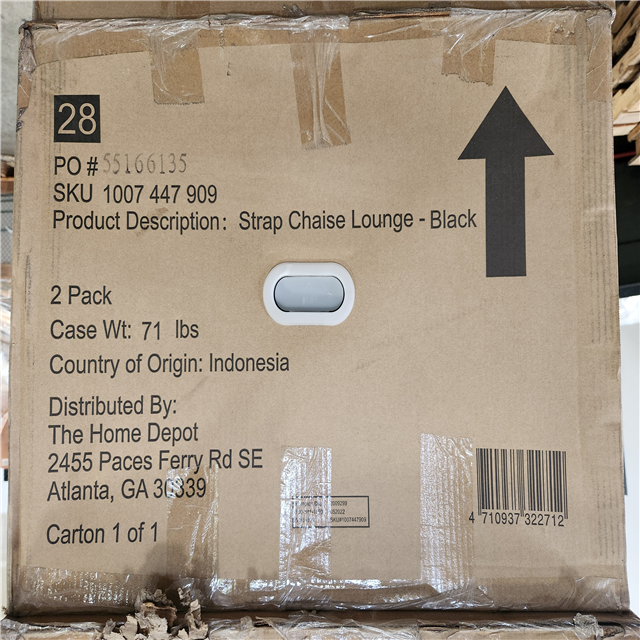 28
PO # 55166135
SKU 1007 447 909
Product Description: Strap Chaise Lounge - Black
2 Pack
Case Wt: 71 lbs
Country of Origin: Indonesia
Distributed By:
The Home Depot
2455 Paces Ferry Rd SE
Atlanta, GA 30339
Carton 1 of 1
SKU#1007447909
4 710937 322712